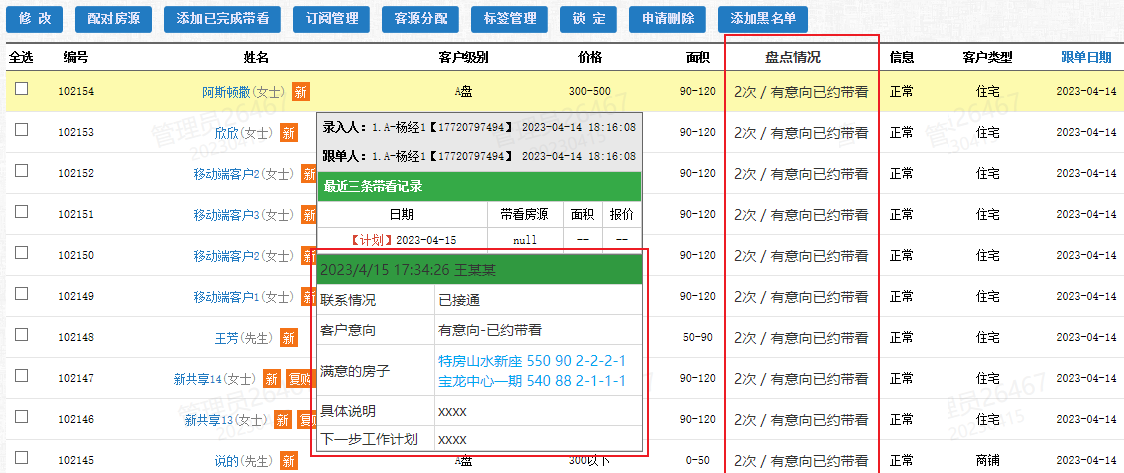 修 改 配对房源 添加已完成带看 订阅管理 客源分配 标签管理 锁 定 申请删除 添加黑名单
全选 编号 姓名 客户级别 价格 面积 盘点情况 信息 客户类型 跟单日期
102154 阿斯顿撒(女士) 新 A盘 300-500 90-120 2次 / 有意向已约带看 正常 住宅 2023-04-14
102153 欣欣(女士) 新 90-120 2次 / 有意向已约带看 正常 住宅 2023-04-14
102152 移动端客户2(女士) 新 90-120 2次 / 有意向已约带看 正常 住宅 2023-04-14
102151 移动端客户3(女士) 新 90-120 2次 / 有意向已约带看 正常 住宅 2023-04-14
102150 移动端客户2(女士) 新 90-120 2次 / 有意向已约带看 正常 住宅 2023-04-14
102149 移动端客户1(女士) 新 90-120 2次 / 有意向已约带看 正常 住宅 2023-04-14
102148 王芳(先生) 新 50-90 2次 / 有意向已约带看 正常 住宅 2023-04-14
102147 新共享14(女士) 新 复购 90-120 2次 / 有意向已约带看 正常 住宅 2023-04-14
102146 新共享13(女士) 新 复购 90-120 2次 / 有意向已约带看 正常 住宅 2023-04-14
102145 说的(先生) 新 A盘 300以下 0-50 2次 / 有意向已约带看 正常 商铺 2023-04-14
录入人: 1.A-杨经1【17720797494】 2023-04-14 18:16:08
跟单人: 1.A-杨经1【17720797494】 2023-04-14 18:16:08
最近三条带看记录
日期 带看房源 面积 报价
【计划】2023-04-15 null -- --
2023/4/15 17:34:26 王某某
联系情况 已接通
客户意向 有意向-已约带看
满意的房子 特房山水新座 550 90 2-2-2-1
宝龙中心一期 540 88 2-1-1-1
具体说明 xxxx
下一步工作计划 xxxx
管理员26467
20230415